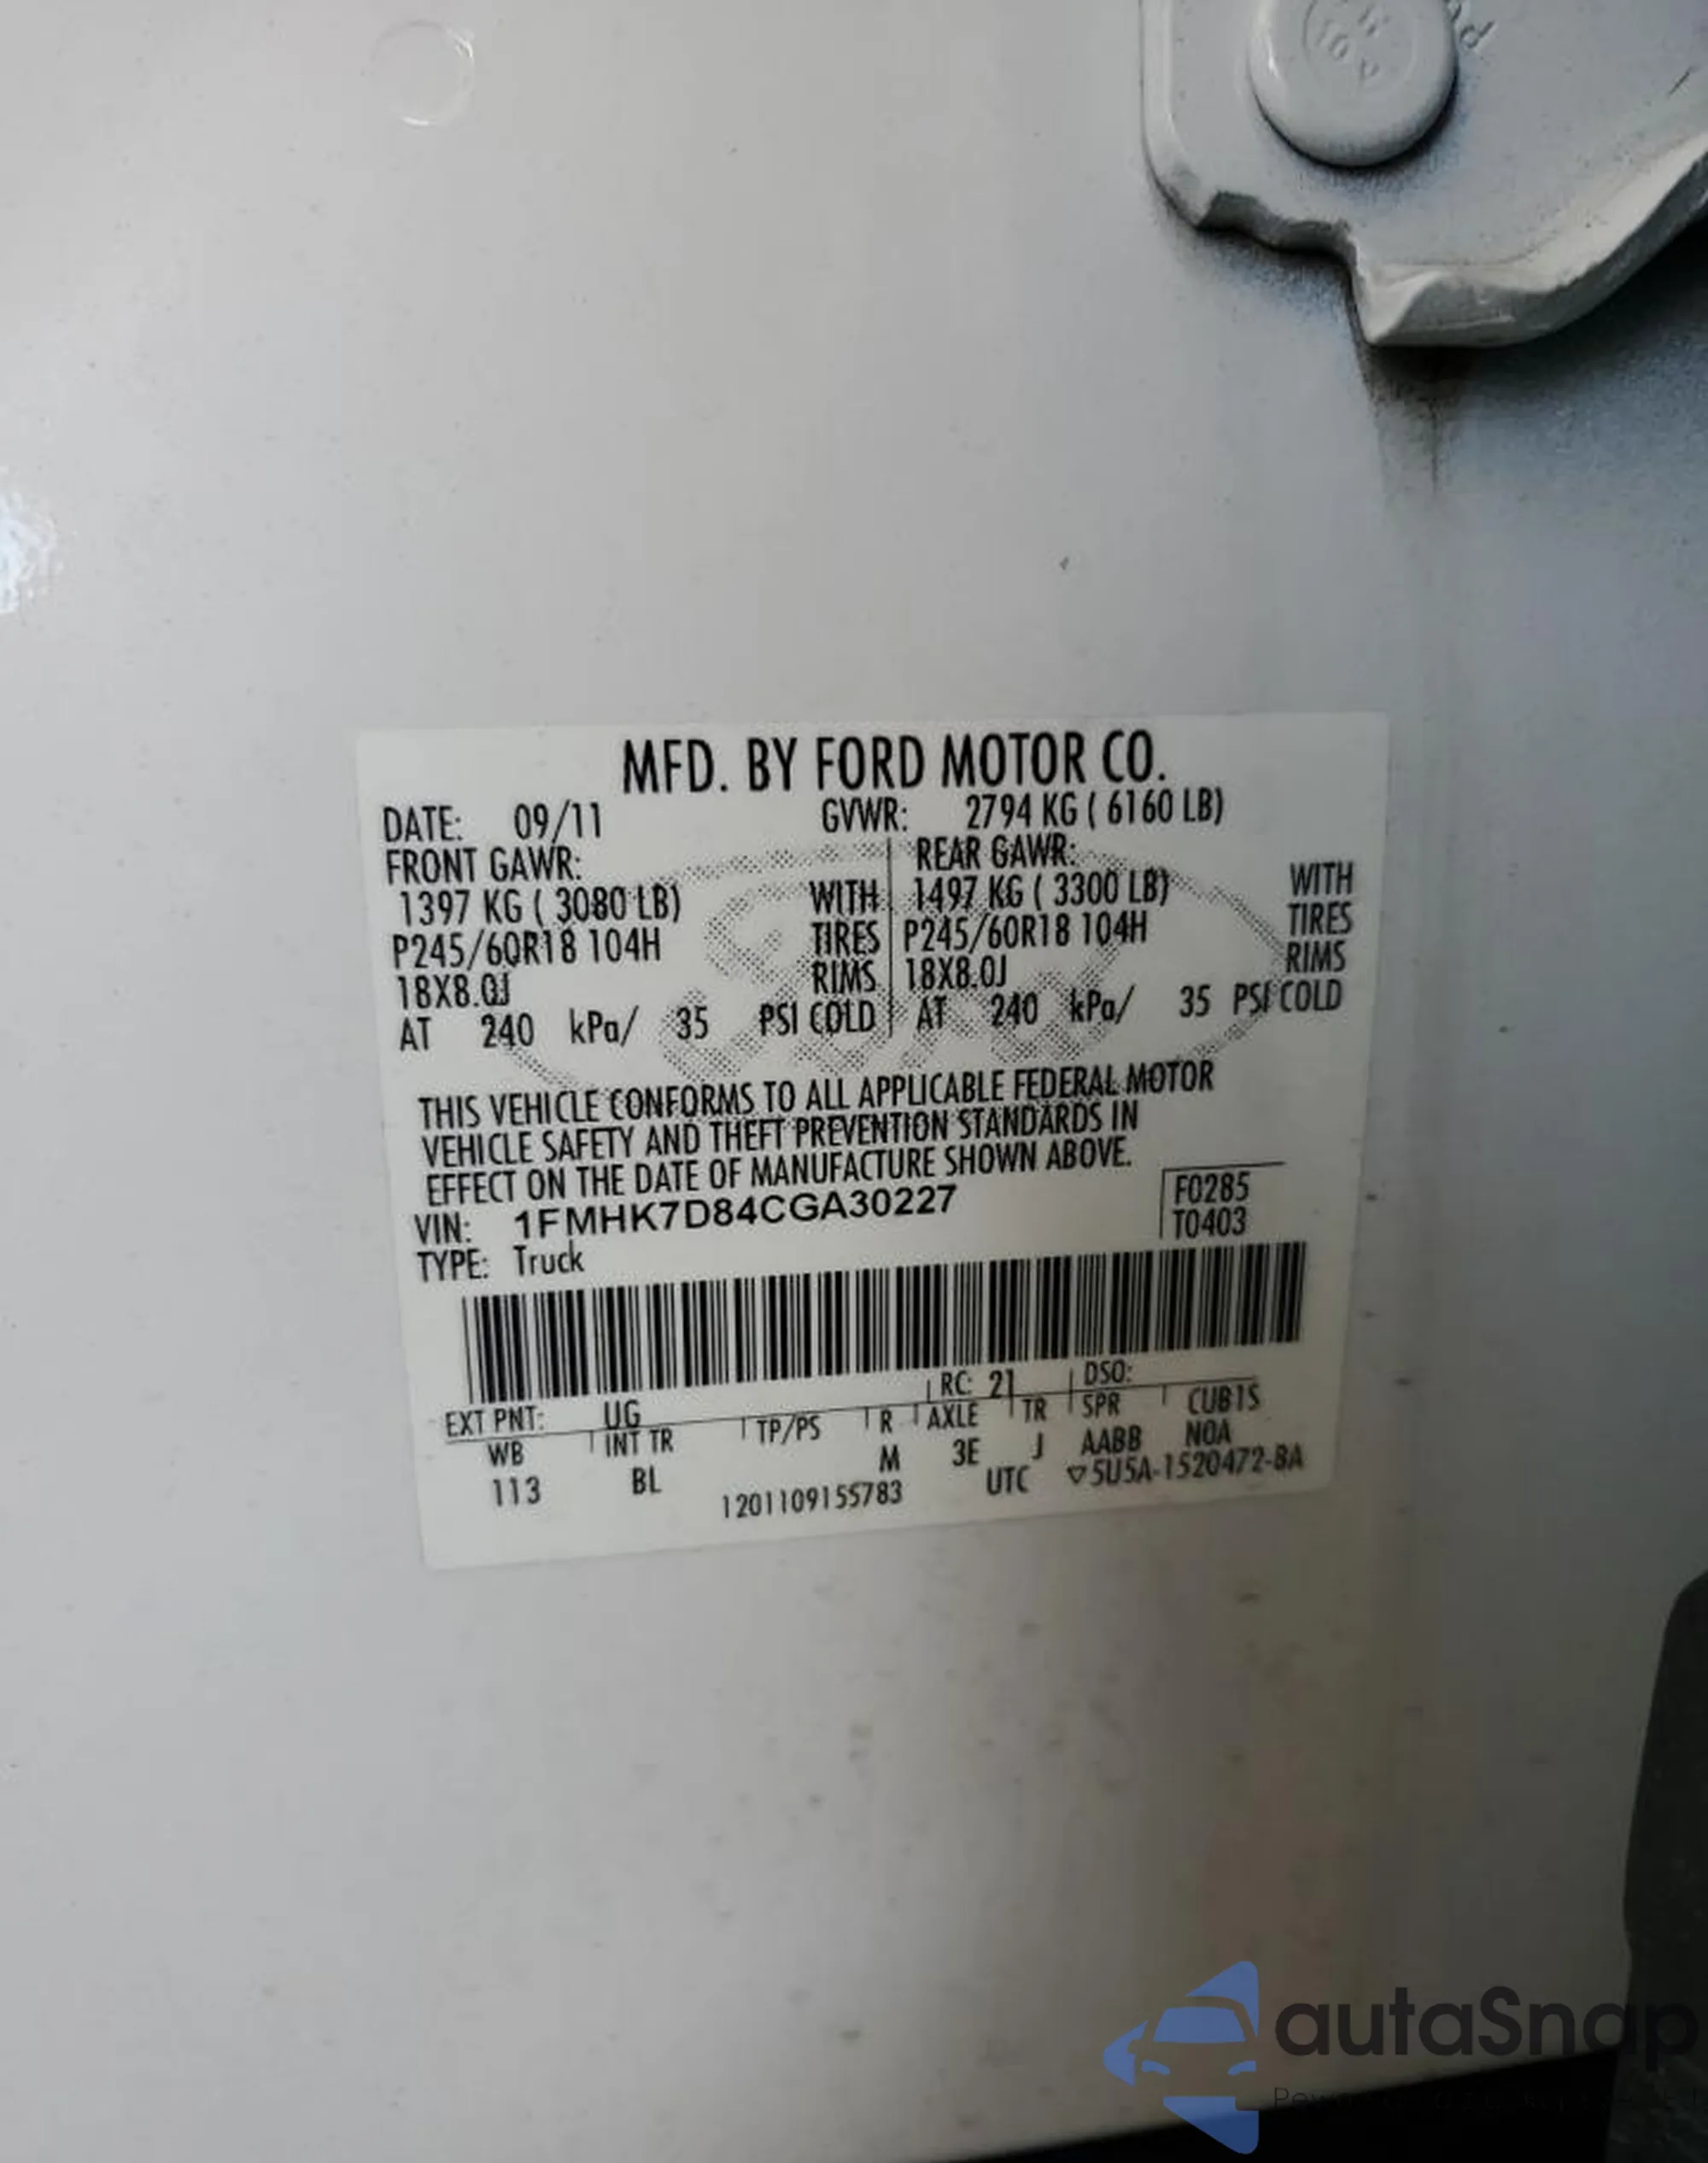 MFD. BY FORD MOTOR CO.
DATE: 09/11 GVWR: 2794 KG ( 6160 LB)
FRONT GAWR: REAR GAWR:
1397 KG ( 3080 LB) WITH 1497 KG ( 3300 LB) WITH
P245/60R18 104H TIRES P245/60R18 104H TIRES
18X8.0J RIMS 18X8.0J RIMS
AT 240 kPa/ 35 PSI COLD AT 240 kPa/ 35 PSI COLD
THIS VEHICLE CONFORMS TO ALL APPLICABLE FEDERAL MOTOR
VEHICLE SAFETY AND THEFT PREVENTION STANDARDS IN
EFFECT ON THE DATE OF MANUFACTURE SHOWN ABOVE.
VIN: 1FMHK7D84CGA30227 F0285
TYPE: Truck T0403
RC: 21 DSO:
EXT PNT: UG
WB INT TR TP/PS R AXLE TR SPR CUBIS
113 BL M 3E J AABB NOA
1201109155783 UTC ▽5U5A-1520472-BA
autaSnap